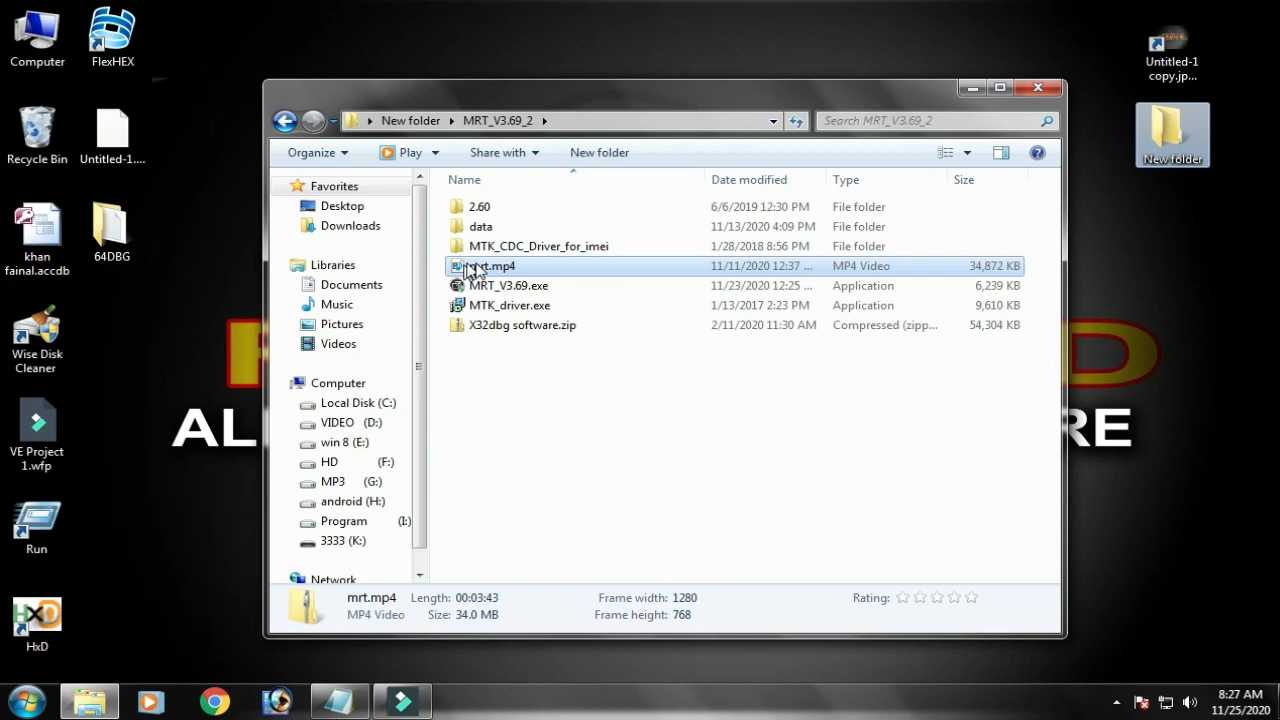 Computer
FlexHEX
Recycle Bin
Untitled-1....
khan
fainal.accdb
64DBG
Wise Disk
Cleaner
VE Project
1.wfp
Run
HxD
Untitled-1
copy.jp...
New folder
AL
RE
New folder MRT_V3.69_2
Search MRT_V3.69_2
Organize Play Share with New folder
Name Date modified Type Size
Favorites
Desktop
Downloads
Libraries
Documents
Music
Pictures
Videos
Computer
Local Disk (C:)
VIDEO (D:)
win 8 (E:)
HD (F:)
MP3 (G:)
android (H:)
Program (I:)
3333 (K:)
Network
2.60 6/6/2019 12:30 PM File folder
data 11/13/2020 4:09 PM File folder
MTK_CDC_Driver_for_imei 1/28/2018 8:56 PM File folder
mrt.mp4 11/11/2020 12:37 ... MP4 Video 34,872 KB
MRT_V3.69.exe 11/23/2020 12:25 ... Application 6,239 KB
MTK_driver.exe 1/13/2017 2:23 PM Application 9,610 KB
X32dbg software.zip 2/11/2020 11:30 AM Compressed (zipp... 54,304 KB
mrt.mp4 Length: 00:03:43 Frame width: 1280 Rating:
MP4 Video Size: 34.0 MB Frame height: 768
8:27 AM
11/25/2020